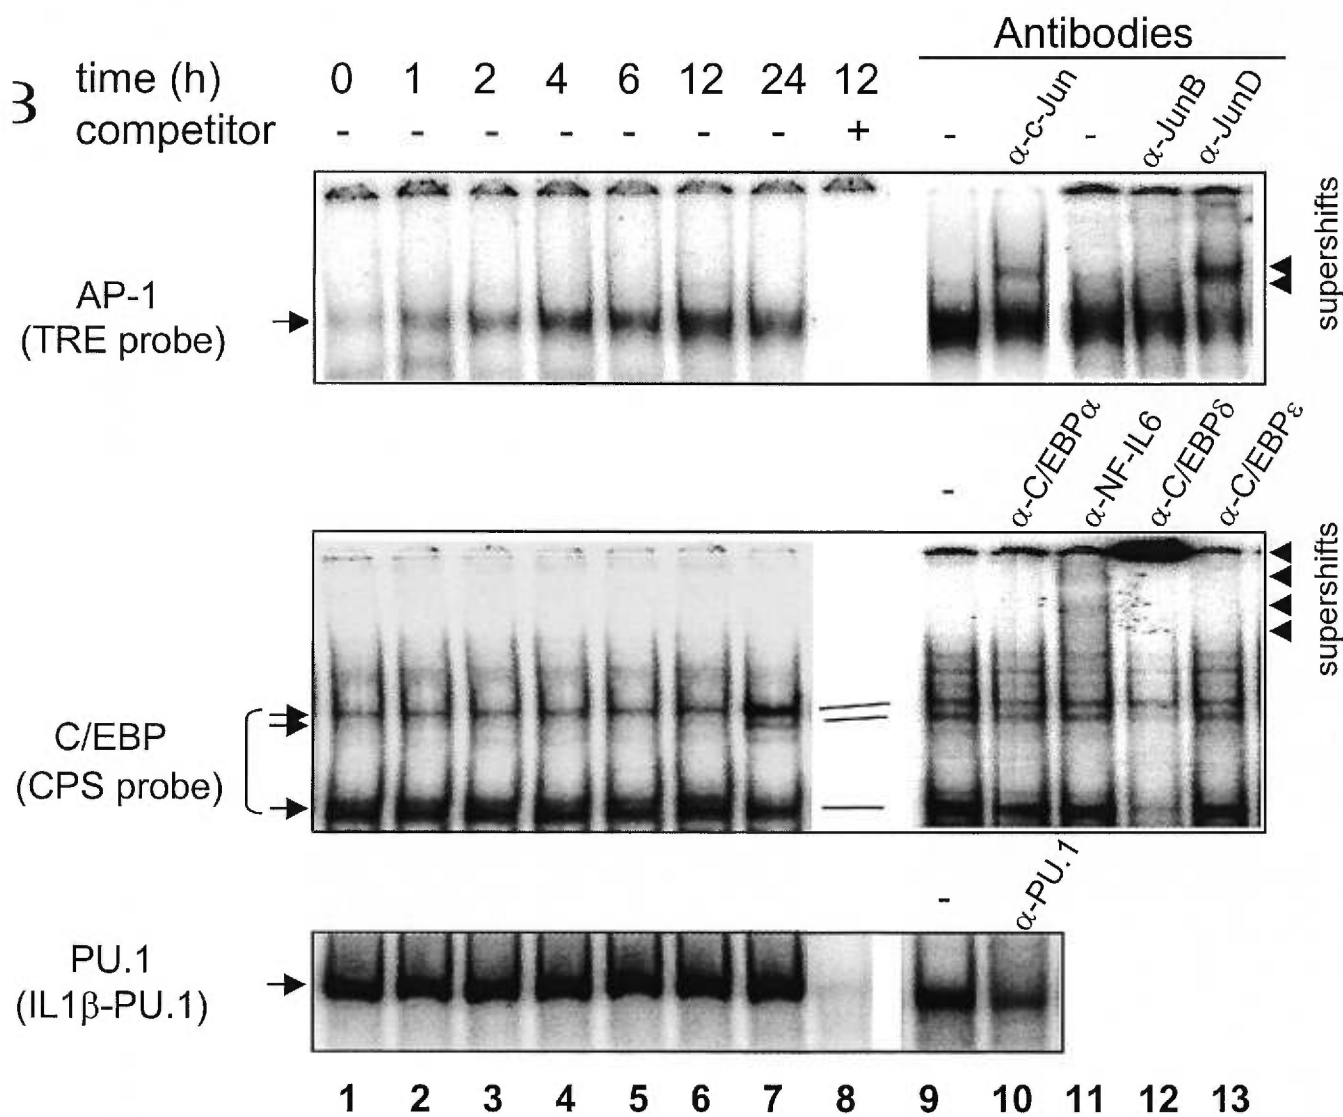 Antibodies
B time (h) 0 1 2 4 6 12 24 12
competitor - - - - - - - + - α-c-Jun - α-JunB α-JunD
AP-1
(TRE probe)
supershifts
- α-C/EBPα α-NF-IL6 α-C/EBPδ α-C/EBPε
C/EBP
(CPS probe)
supershifts
- α-PU.1
PU.1
(IL1β-PU.1)
1 2 3 4 5 6 7 8 9 10 11 12 13